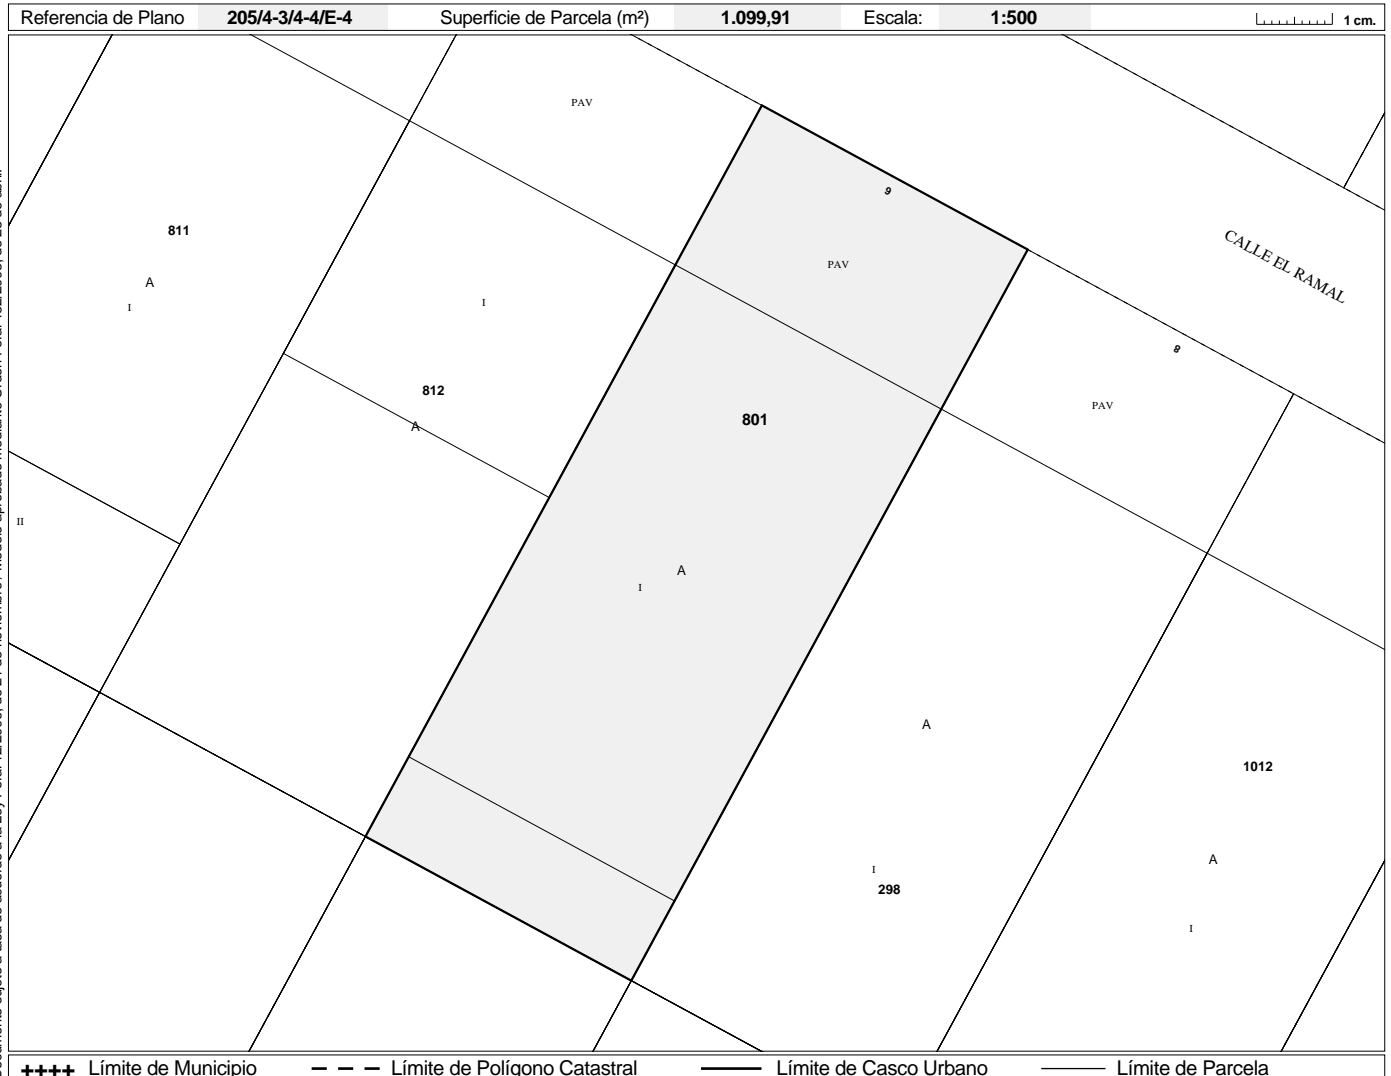 Referencia de Plano 205/4-3/4-4/E-4 Superficie de Parcela (m²) 1.099,91 Escala: 1:500 1 cm.
PAV
6
811
PAV
CALLE EL RAMAL
A
I
I
8
812
PAV
801
A
II
A
I
A
1012
A
I
298
I
++++ Límite de Municipio Límite de Polígono Catastral Límite de Casco Urbano Límite de Parcela